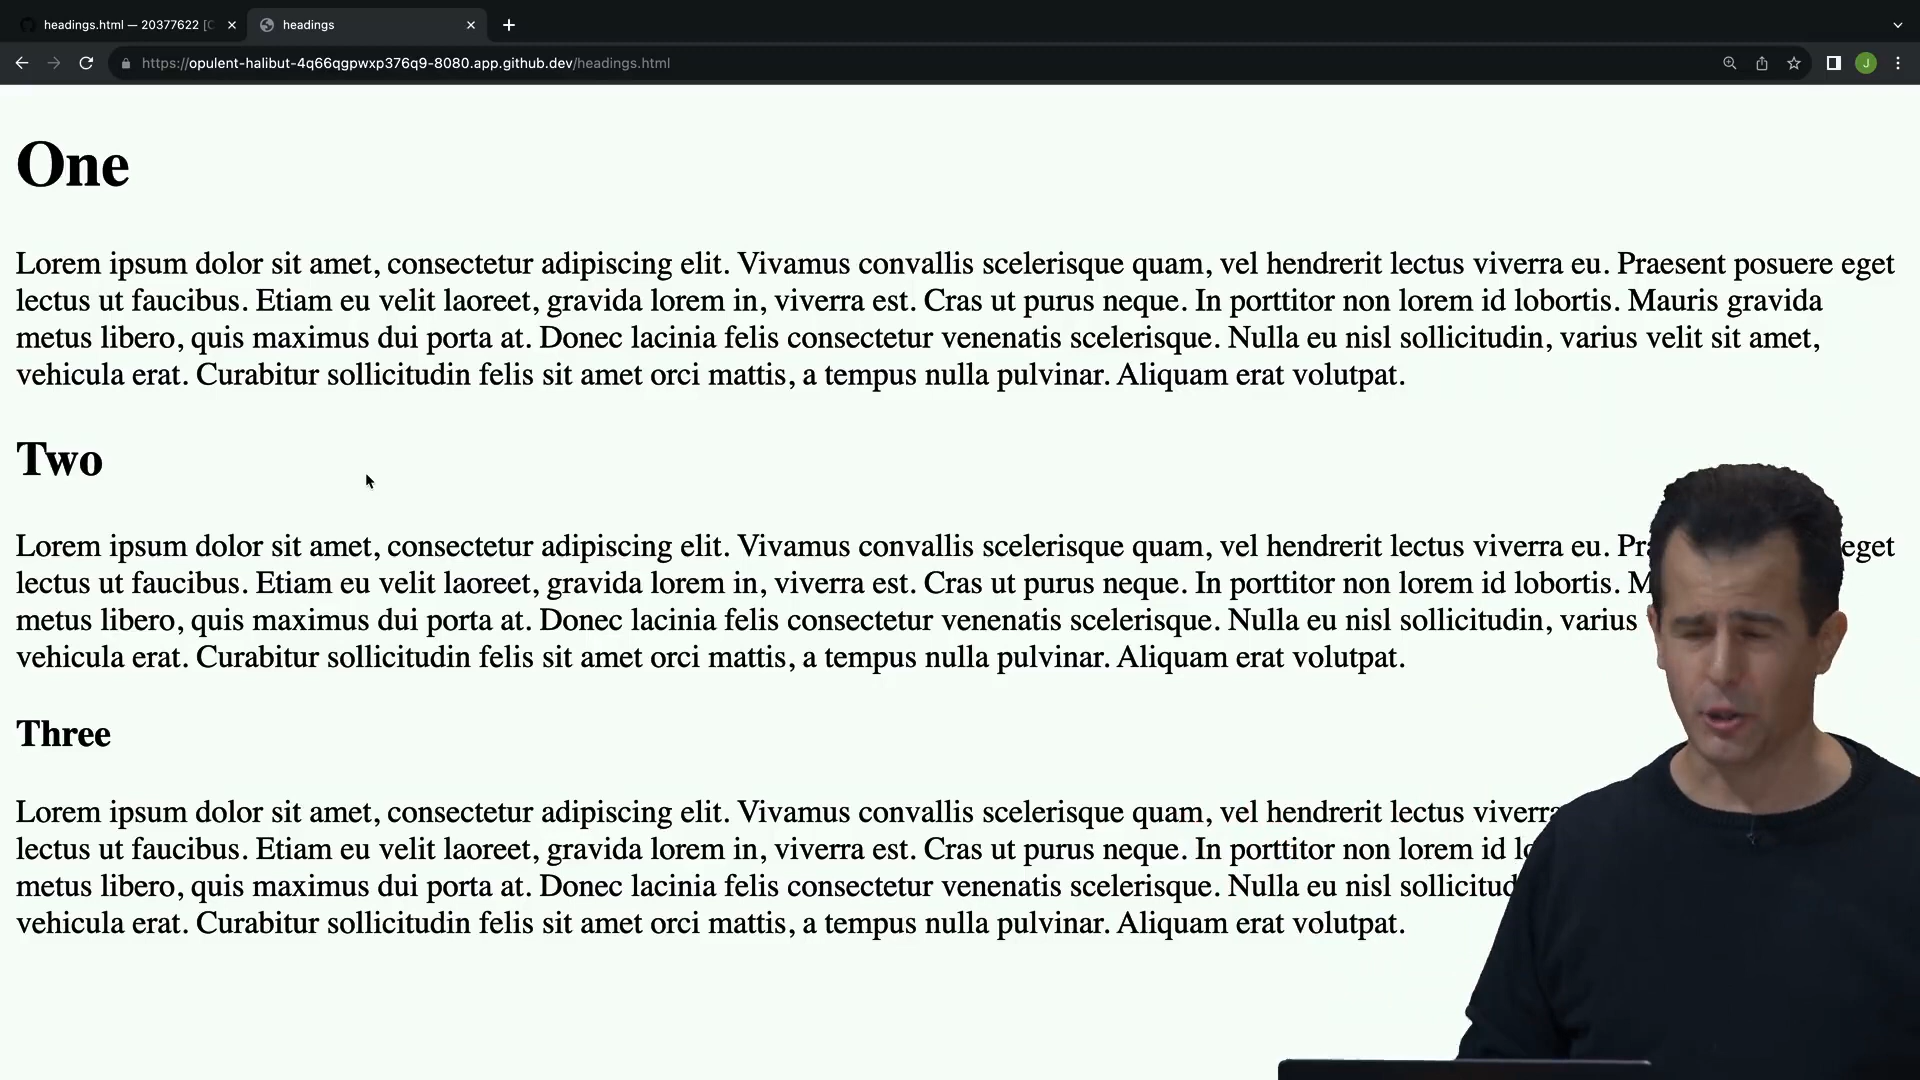 headings.html — 20377622 [C
headings
https://opulent-halibut-4q66qgpwxp376q9-8080.app.github.dev/headings.html
J
One
Lorem ipsum dolor sit amet, consectetur adipiscing elit. Vivamus convallis scelerisque quam, vel hendrerit lectus viverra eu. Praesent posuere eget
lectus ut faucibus. Etiam eu velit laoreet, gravida lorem in, viverra est. Cras ut purus neque. In porttitor non lorem id lobortis. Mauris gravida
metus libero, quis maximus dui porta at. Donec lacinia felis consectetur venenatis scelerisque. Nulla eu nisl sollicitudin, varius velit sit amet,
vehicula erat. Curabitur sollicitudin felis sit amet orci mattis, a tempus nulla pulvinar. Aliquam erat volutpat.
Two
Lorem ipsum dolor sit amet, consectetur adipiscing elit. Vivamus convallis scelerisque quam, vel hendrerit lectus viverra eu. eget
lectus ut faucibus. Etiam eu velit laoreet, gravida lorem in, viverra est. Cras ut purus neque. In porttitor non lorem id lobortis.
metus libero, quis maximus dui porta at. Donec lacinia felis consectetur venenatis scelerisque. Nulla eu nisl sollicitudin, varius
vehicula erat. Curabitur sollicitudin felis sit amet orci mattis, a tempus nulla pulvinar. Aliquam erat volutpat.
Three
Lorem ipsum dolor sit amet, consectetur adipiscing elit. Vivamus convallis scelerisque quam, vel hendrerit lectus viverra
lectus ut faucibus. Etiam eu velit laoreet, gravida lorem in, viverra est. Cras ut purus neque. In porttitor non lorem id
metus libero, quis maximus dui porta at. Donec lacinia felis consectetur venenatis scelerisque. Nulla eu nisl
vehicula erat. Curabitur sollicitudin felis sit amet orci mattis, a tempus nulla pulvinar. Aliquam erat volutpat.